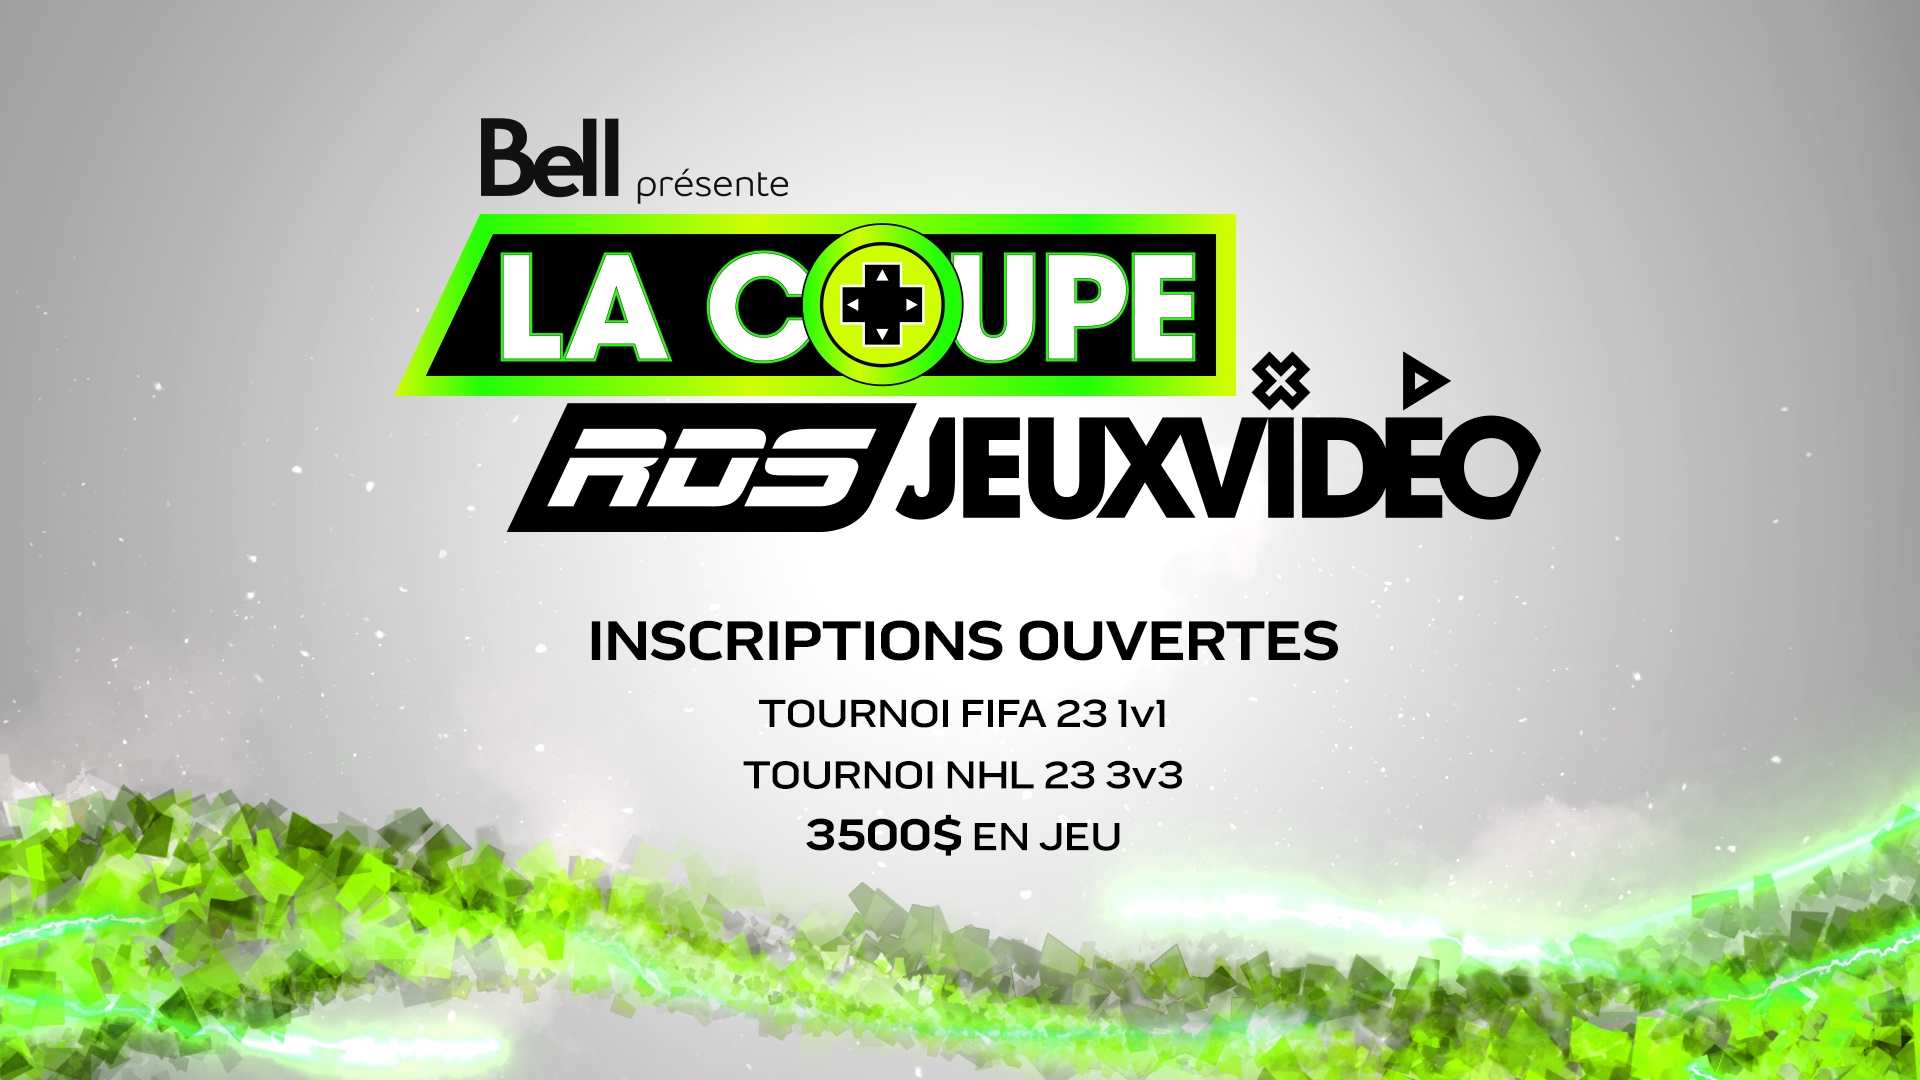 Bell présente
LA COUPE
RDS JEUXVIDÉO
INSCRIPTIONS OUVERTES
TOURNOI FIFA 23 1v1
TOURNOI NHL 23 3v3
3500$ EN JEU